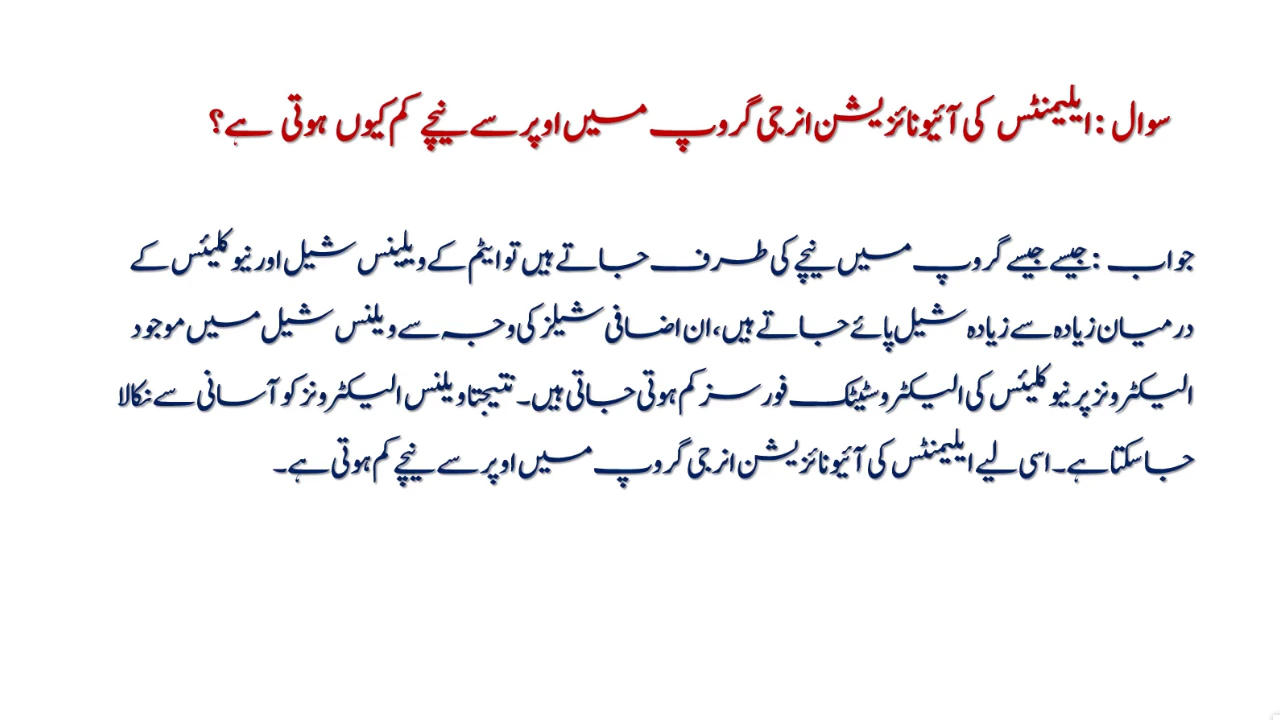 سوال : ایلیمنٹس کی آئیونائزیشن انرجی گروپ میں اوپر سے نیچے کم کیوں ہوتی ہے؟
جواب : جیسے جیسے گروپ میں نیچے کی طرف جاتے ہیں تو ایٹم کے ویلینس شیل اور نیوکلیئس کے
درمیان زیادہ سے زیادہ شیل پائے جاتے ہیں، ان اضافی شیلز کی وجہ سے ویلنس شیل میں موجود
الیکٹرونز پر نیوکلیئس کی الیکٹروسٹیٹک فورسز کم ہوتی جاتی ہیں۔ نتیجتا ویلنس الیکٹرونز کو آسانی سے نکالا
جاسکتا ہے۔ اسی لیے ایلیمنٹس کی آئیونائزیشن انرجی گروپ میں اوپر سے نیچے کم ہوتی ہے۔